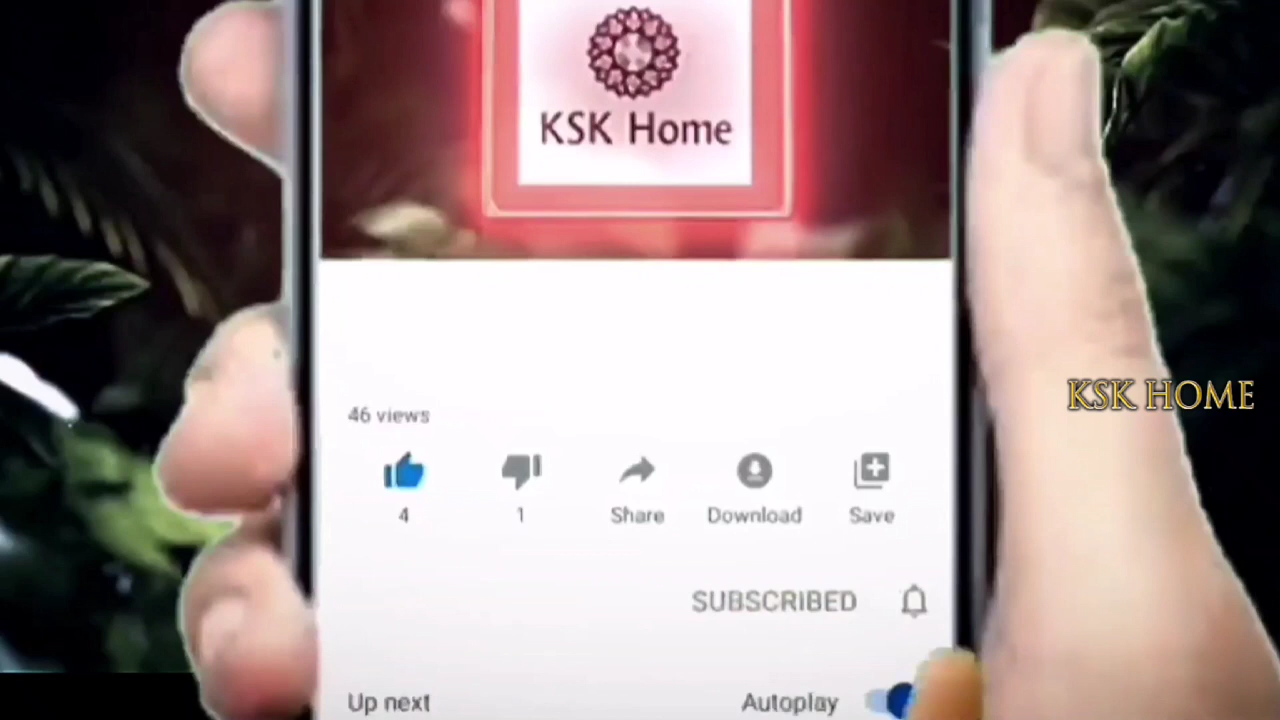 KSK Home
KSK HOME
46 views
4
1
Share
Download
Save
SUBSCRIBED
Up next
Autoplay